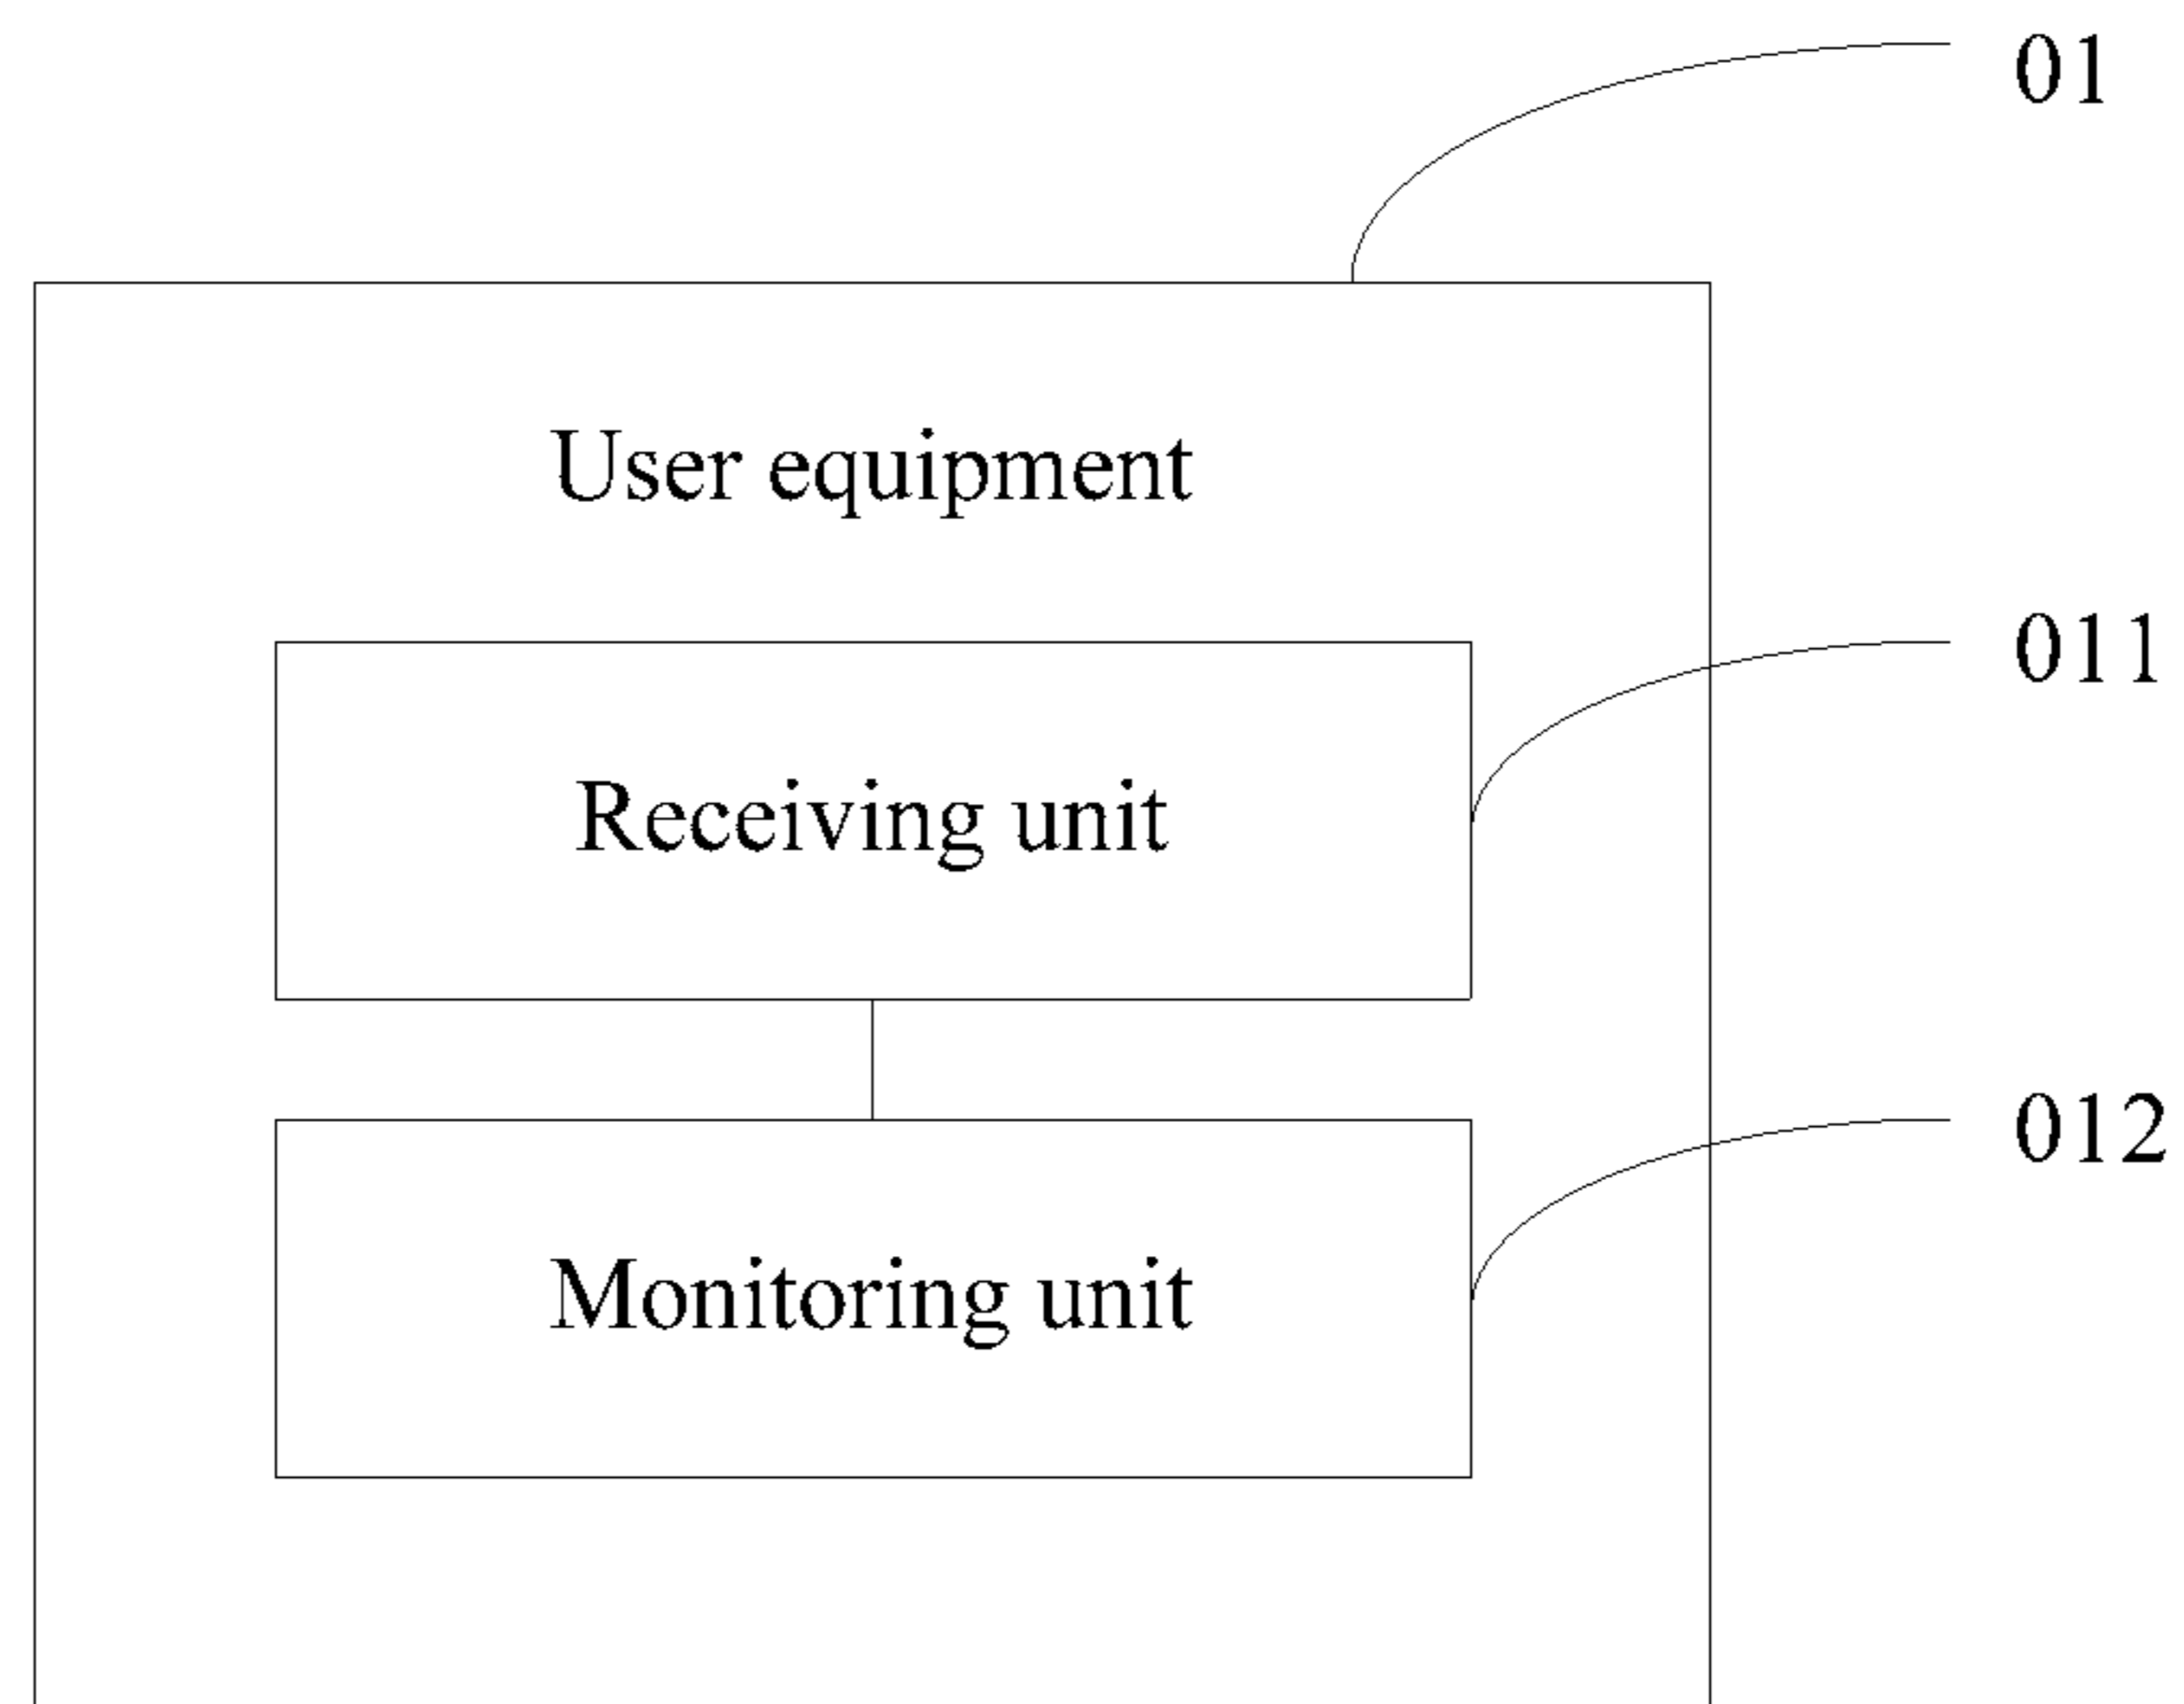 01
User equipment
011
Receiving unit
012
Monitoring unit